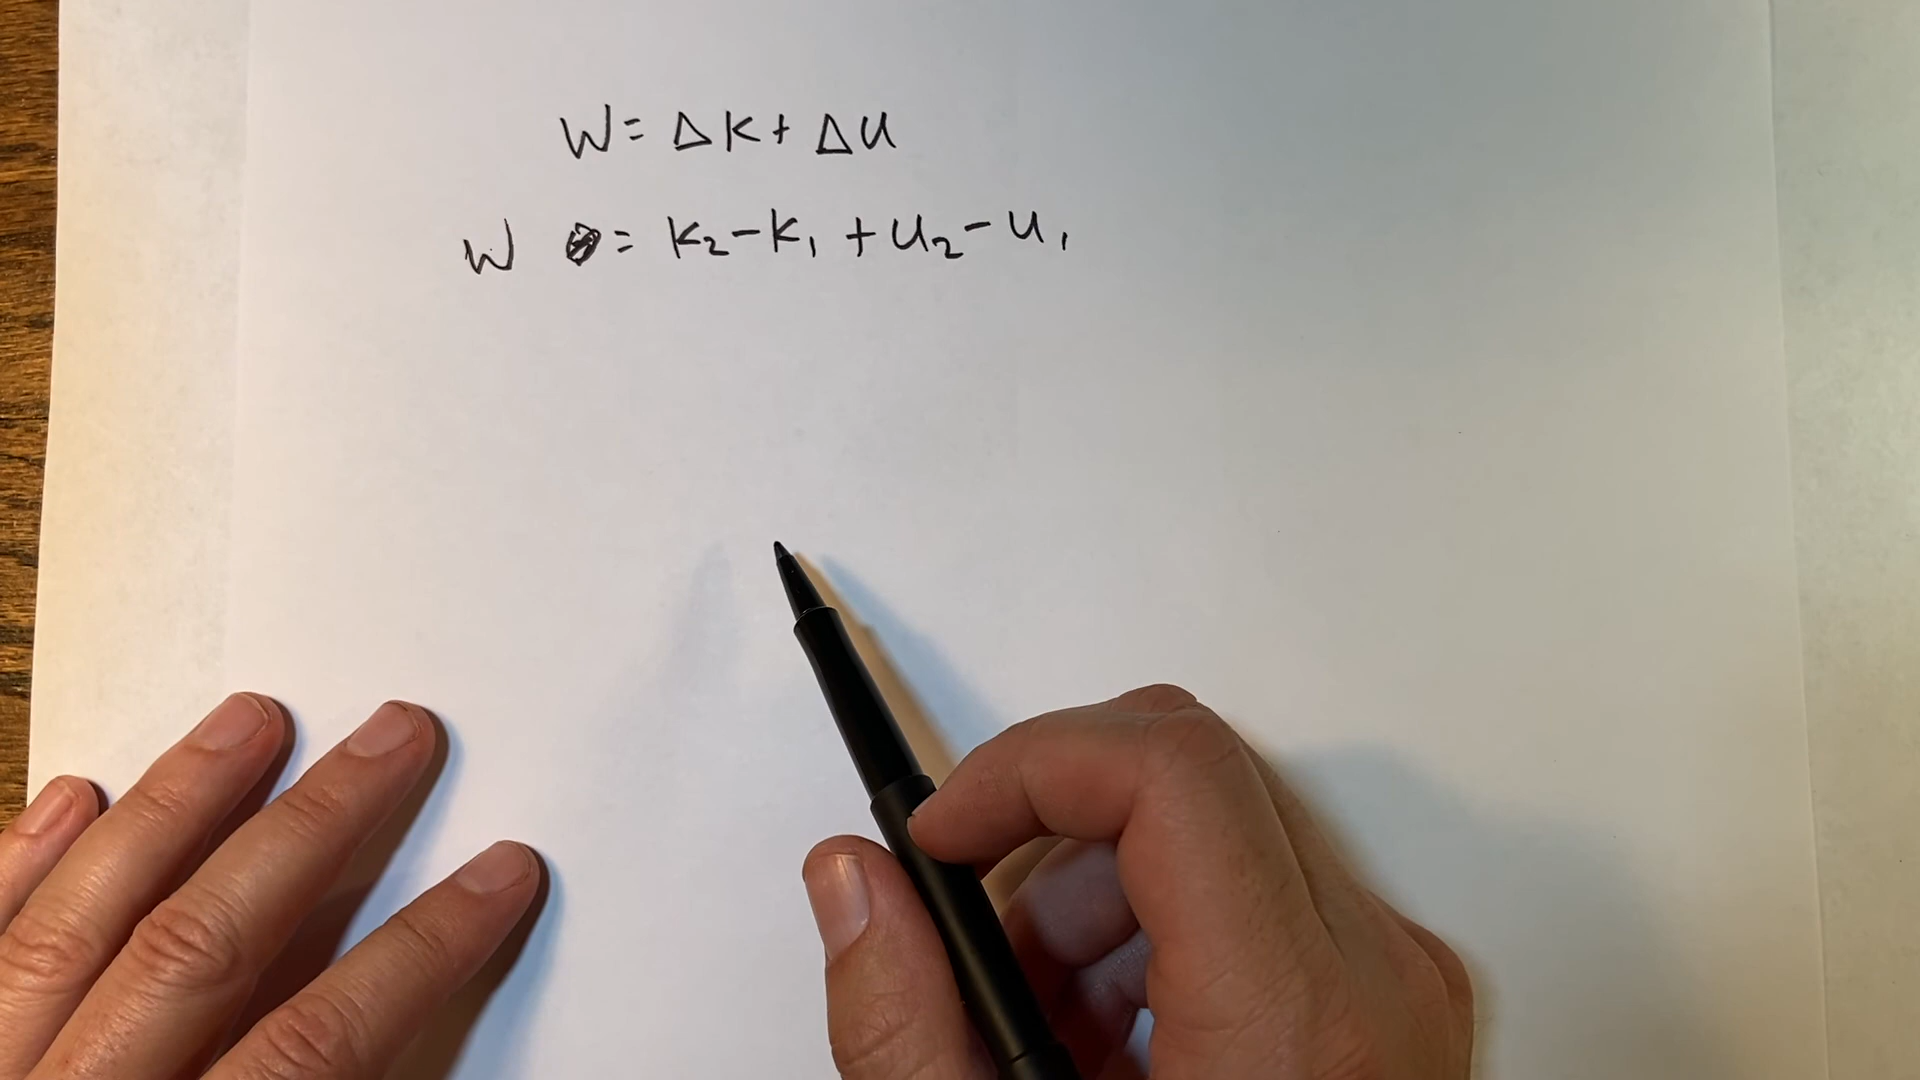 W = ΔK + ΔU
W = K₂ - K₁ + U₂ - U₁